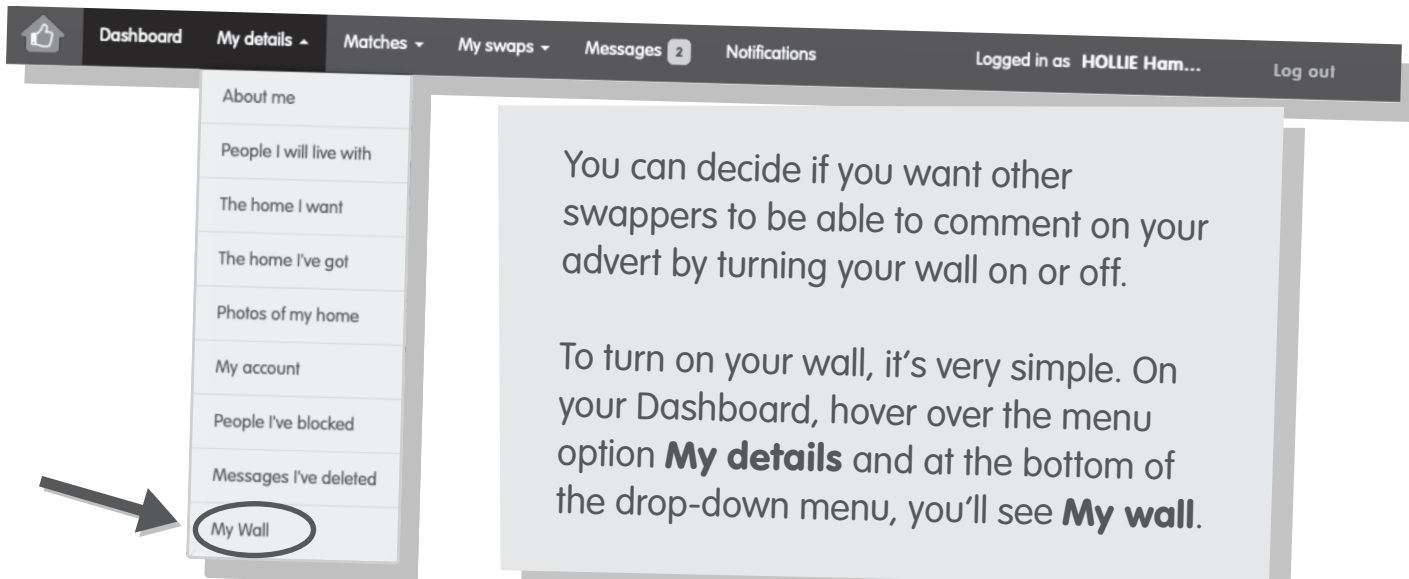 Dashboard My details Matches My swaps Messages 2 Notifications Logged in as HOLLIE Ham... Log out
About me
People I will live with
The home I want
The home I've got
Photos of my home
My account
People I've blocked
Messages I've deleted
My Wall
You can decide if you want other
swappers to be able to comment on your
advert by turning your wall on or off.
To turn on your wall, it’s very simple. On
your Dashboard, hover over the menu
option My details and at the bottom of
the drop-down menu, you’ll see My wall.